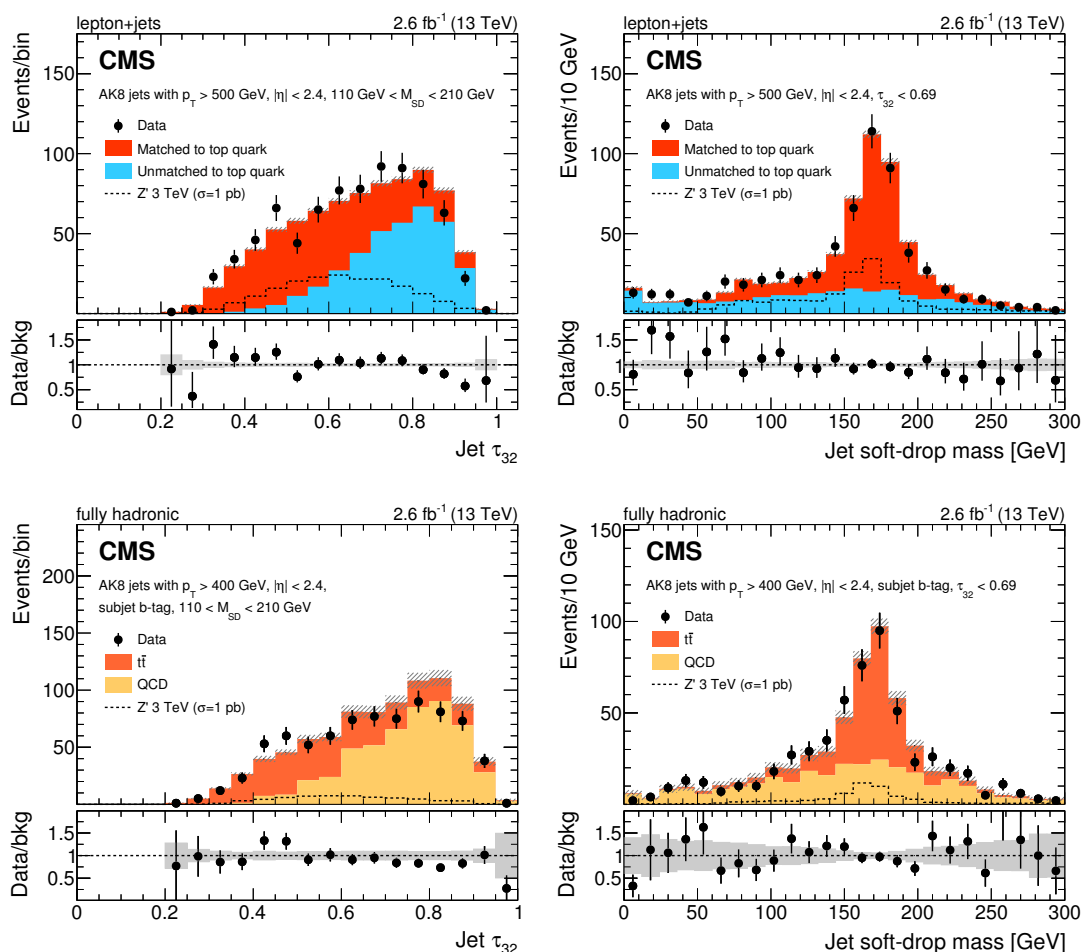 lepton+jets 2.6 fb⁻¹ (13 TeV)
CMS
AK8 jets with p_T > 500 GeV, |η| < 2.4, 110 GeV < M_SD < 210 GeV
Data
Matched to top quark
Unmatched to top quark
Z' 3 TeV (σ=1 pb)
Events/bin
150
100
50
Data/bkg
1.5
1
0.5
0 0.2 0.4 0.6 0.8 1
Jet τ₃₂
lepton+jets 2.6 fb⁻¹ (13 TeV)
CMS
AK8 jets with p_T > 500 GeV, |η| < 2.4, τ₃₂ < 0.69
Data
Matched to top quark
Unmatched to top quark
Z' 3 TeV (σ=1 pb)
Events/10 GeV
150
100
50
Data/bkg
1.5
1
0.5
0 50 100 150 200 250 300
Jet soft-drop mass [GeV]
fully hadronic 2.6 fb⁻¹ (13 TeV)
CMS
AK8 jets with p_T > 400 GeV, |η| < 2.4,
subjet b-tag, 110 < M_SD < 210 GeV
Data
tt̄
QCD
Z' 3 TeV (σ=1 pb)
Events/bin
200
150
100
50
Data/bkg
1.5
1
0.5
0 0.2 0.4 0.6 0.8 1
Jet τ₃₂
fully hadronic 2.6 fb⁻¹ (13 TeV)
CMS
AK8 jets with p_T > 400 GeV, |η| < 2.4, subjet b-tag, τ₃₂ < 0.69
Data
tt̄
QCD
Z' 3 TeV (σ=1 pb)
Events/10 GeV
150
100
50
Data/bkg
1.5
1
0.5
0 50 100 150 200 250 300
Jet soft-drop mass [GeV]